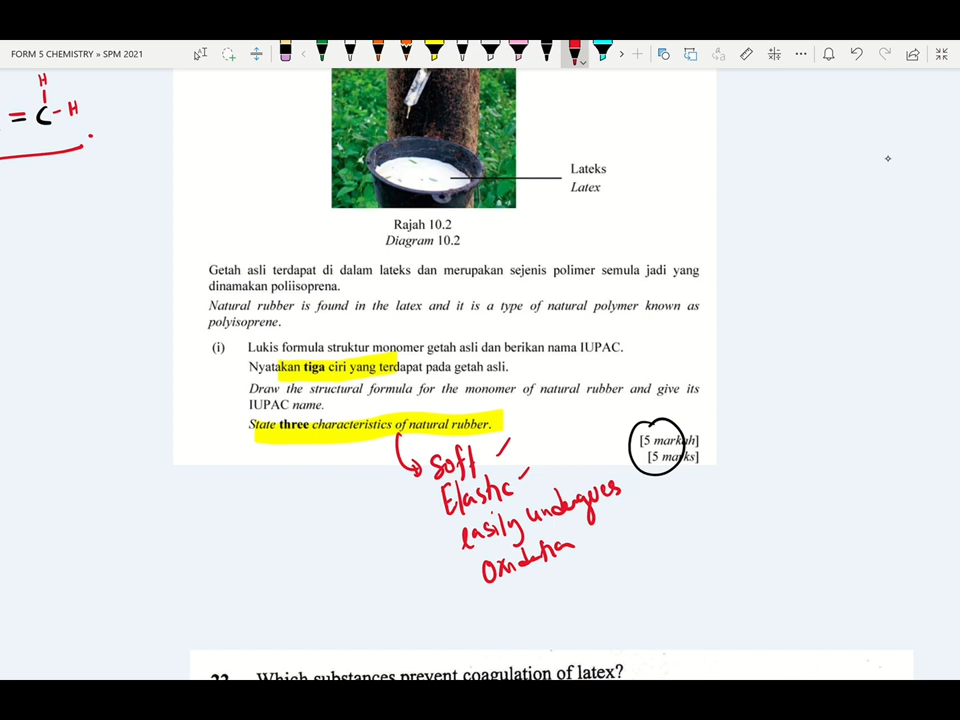 FORM 5 CHEMISTRY » SPM 2021
H
= C - H
Lateks
Latex
Rajah 10.2
Diagram 10.2
Getah asli terdapat di dalam lateks dan merupakan sejenis polimer semula jadi yang
dinamakan poliisoprena.
Natural rubber is found in the latex and it is a type of natural polymer known as
polyisoprene.
(i) Lukis formula struktur monomer getah asli dan berikan nama IUPAC.
Nyatakan tiga ciri yang terdapat pada getah asli.
Draw the structural formula for the monomer of natural rubber and give its
IUPAC name.
State three characteristics of natural rubber.
[5 markah]
[5 marks]
Soft
Elastic
easily undergoes
Oxidation
22 Which substances prevent coagulation of latex?